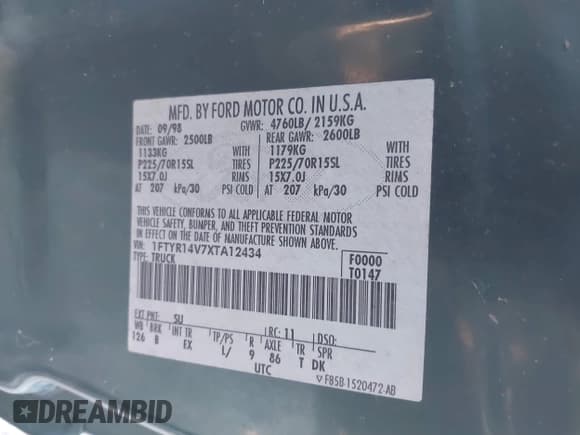 MFD. BY FORD MOTOR CO. IN U.S.A.
DATE: 09/98 GVWR: 4760LB/ 2159KG
FRONT GAWR: 2500LB REAR GAWR: 2600LB
1133KG WITH 1179KG WITH
P225/70R15SL TIRES P225/70R15SL TIRES
15X7.0J RIMS 15X7.0J RIMS
AT 207 kPa/30 PSI COLD AT 207 kPa/30 PSI COLD
THIS VEHICLE CONFORMS TO ALL APPLICABLE FEDERAL MOTOR
VEHICLE SAFETY, BUMPER, AND THEFT PREVENTION STANDARDS
IN EFFECT ON THE DATE OF MANUFACTURE SHOWN ABOVE.
VIN: 1FTYR14V7XTA12434 F0000
TYPE: TRUCK T0147
EXT PNT: SU RC: 11 DSO:
WB BRK INT TR TP/PS R AXLE TR SPR
126 B EX L/ 9 86 T DK
UTC
F85B-1520472-AB
DREAMBID